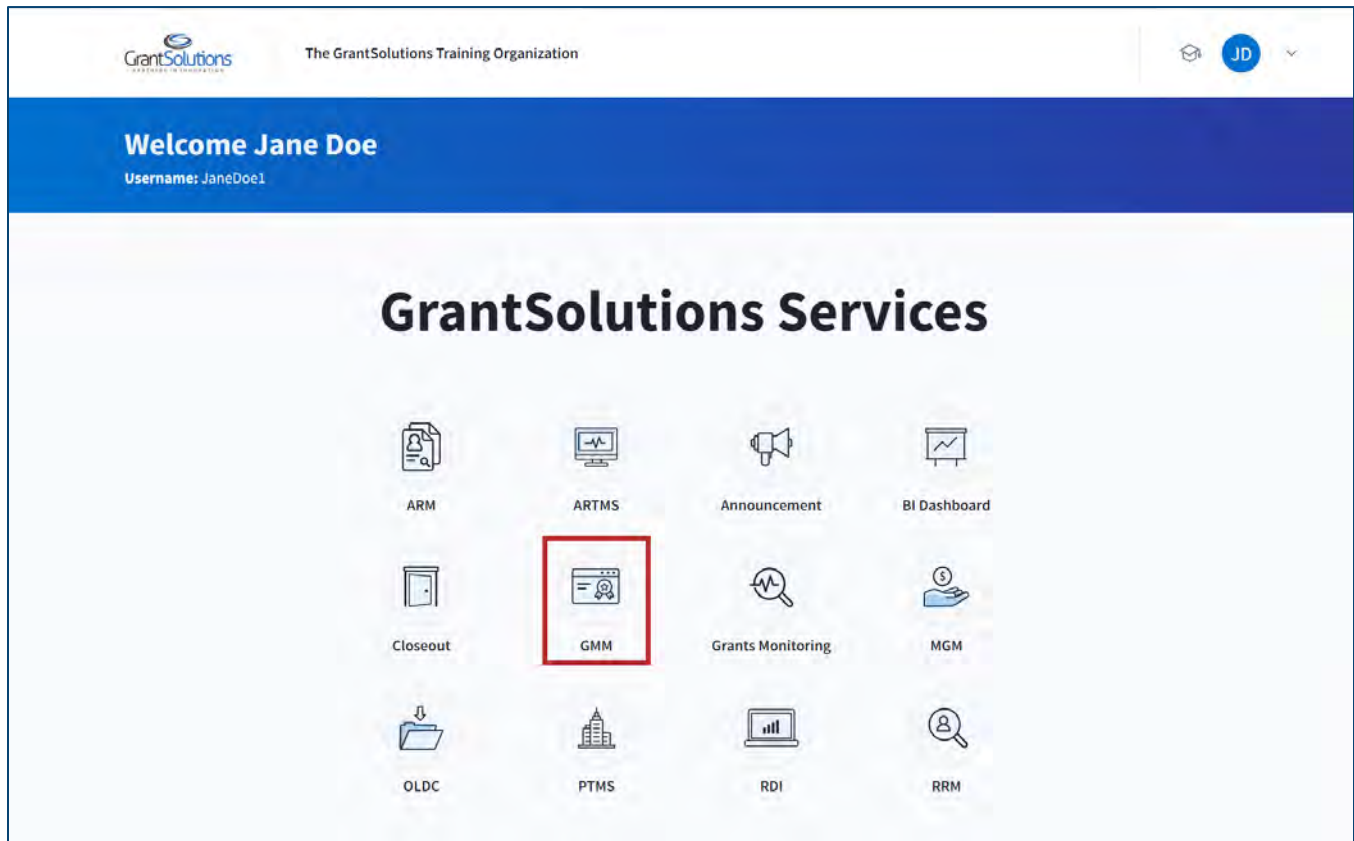 GrantSolutions
The GrantSolutions Training Organization
JD
Welcome Jane Doe
Username: JaneDoe1
GrantSolutions Services
ARM ARTMS Announcement BI Dashboard
Closeout GMM Grants Monitoring MGM
OLDC PTMS RDI RRM